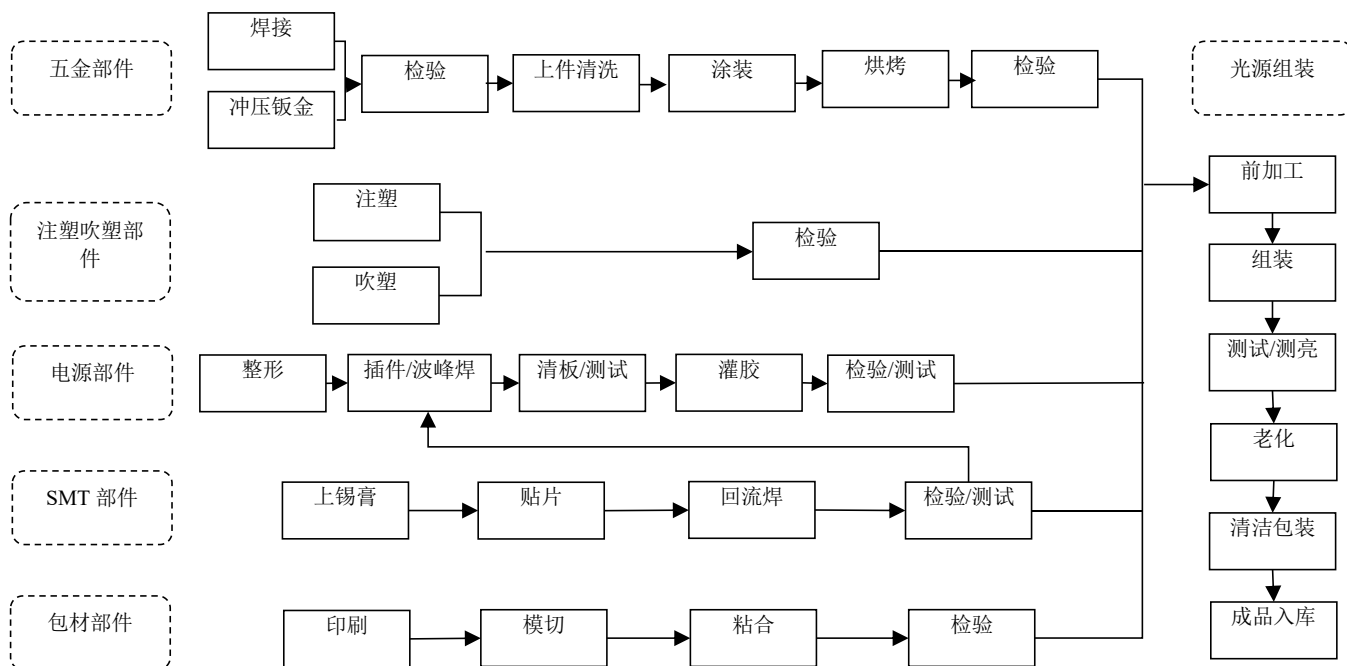 五金部件
焊接
冲压钣金
检验
上件清洗
涂装
烘烤
检验
注塑吹塑部
件
注塑
吹塑
检验
电源部件
整形
插件/波峰焊
清板/测试
灌胶
检验/测试
SMT 部件
上锡膏
贴片
回流焊
检验/测试
包材部件
印刷
模切
粘合
检验
光源组装
前加工
组装
测试/测亮
老化
清洁包装
成品入库